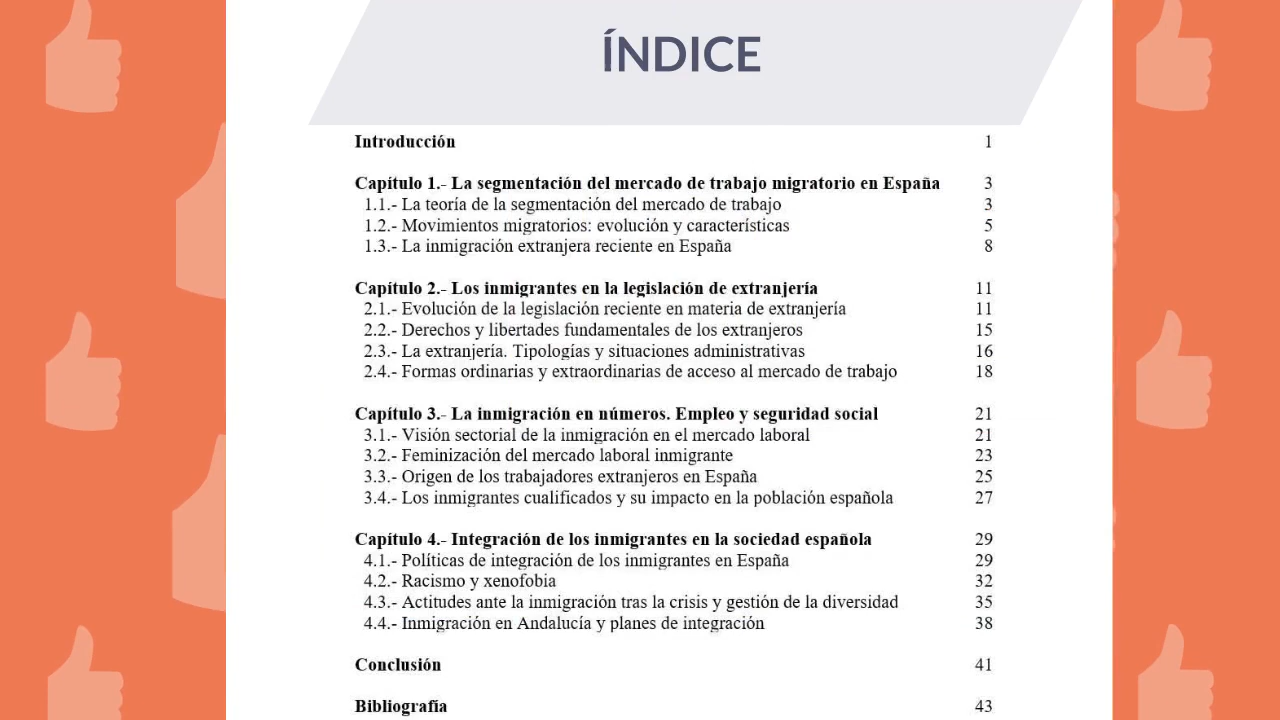 ÍNDICE
Introducción 1
Capítulo 1.- La segmentación del mercado de trabajo migratorio en España 3
1.1.- La teoría de la segmentación del mercado de trabajo 3
1.2.- Movimientos migratorios: evolución y características 5
1.3.- La inmigración extranjera reciente en España 8
Capítulo 2.- Los inmigrantes en la legislación de extranjería 11
2.1.- Evolución de la legislación reciente en materia de extranjería 11
2.2.- Derechos y libertades fundamentales de los extranjeros 15
2.3.- La extranjería. Tipologías y situaciones administrativas 16
2.4.- Formas ordinarias y extraordinarias de acceso al mercado de trabajo 18
Capítulo 3.- La inmigración en números. Empleo y seguridad social 21
3.1.- Visión sectorial de la inmigración en el mercado laboral 21
3.2.- Feminización del mercado laboral inmigrante 23
3.3.- Origen de los trabajadores extranjeros en España 25
3.4.- Los inmigrantes cualificados y su impacto en la población española 27
Capítulo 4.- Integración de los inmigrantes en la sociedad española 29
4.1.- Políticas de integración de los inmigrantes en España 29
4.2.- Racismo y xenofobia 32
4.3.- Actitudes ante la inmigración tras la crisis y gestión de la diversidad 35
4.4.- Inmigración en Andalucía y planes de integración 38
Conclusión 41
Bibliografía 43